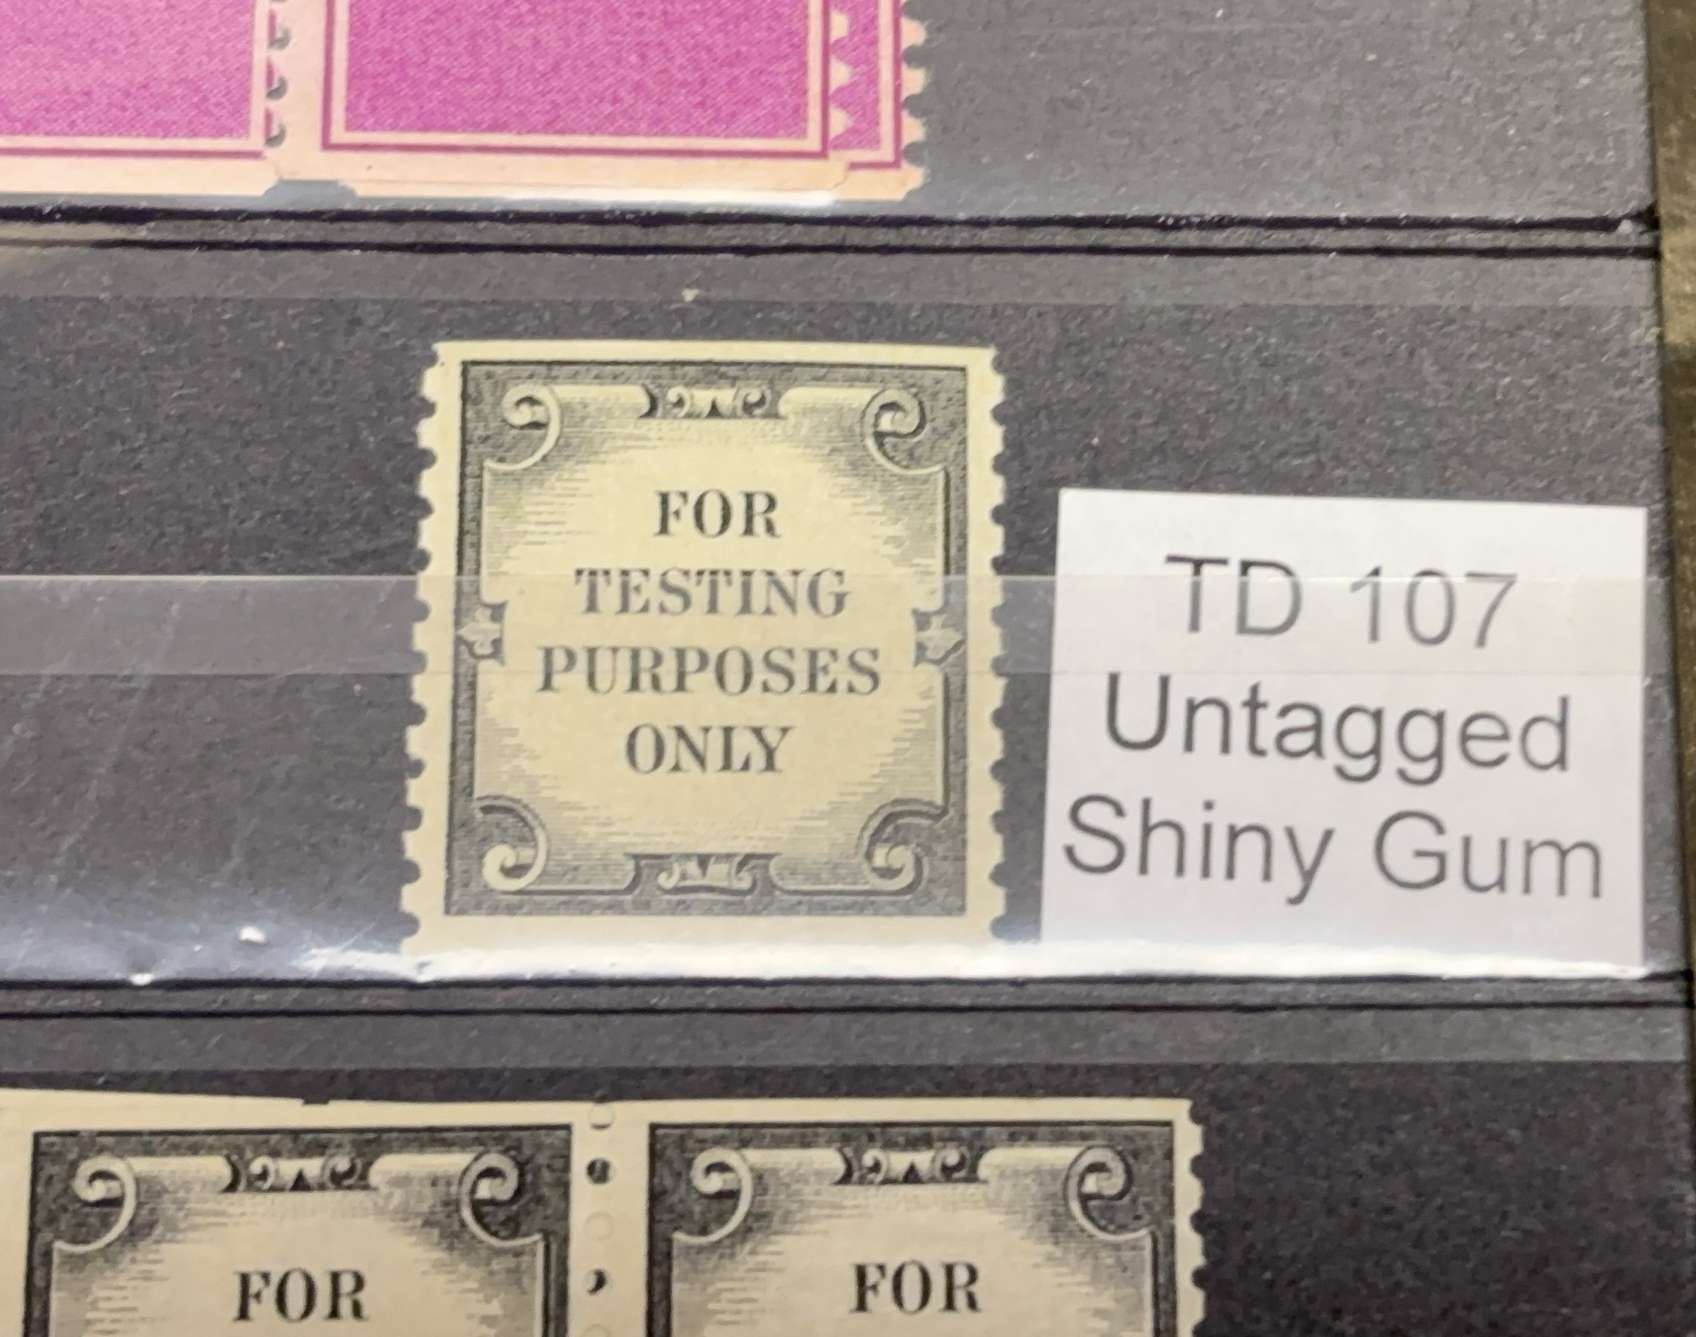 FOR
TESTING
PURPOSES
ONLY
TD 107
Untagged
Shiny Gum
FOR
FOR